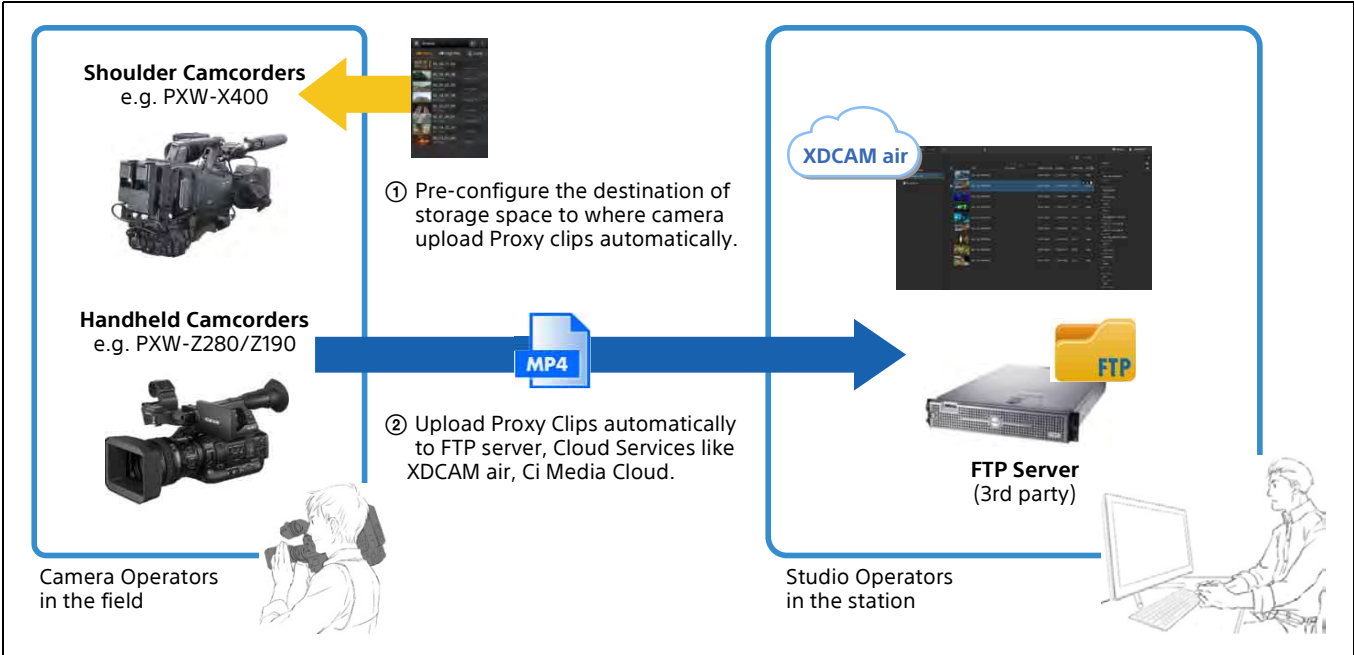 Shoulder Camcorders
e.g. PXW-X400
① Pre-configure the destination of
storage space to where camera
upload Proxy clips automatically.
XDCAM air
Handheld Camcorders
e.g. PXW-Z280/Z190
MP4
② Upload Proxy Clips automatically
to FTP server, Cloud Services like
XDCAM air, Ci Media Cloud.
FTP
FTP Server
(3rd party)
Camera Operators
in the field
Studio Operators
in the station